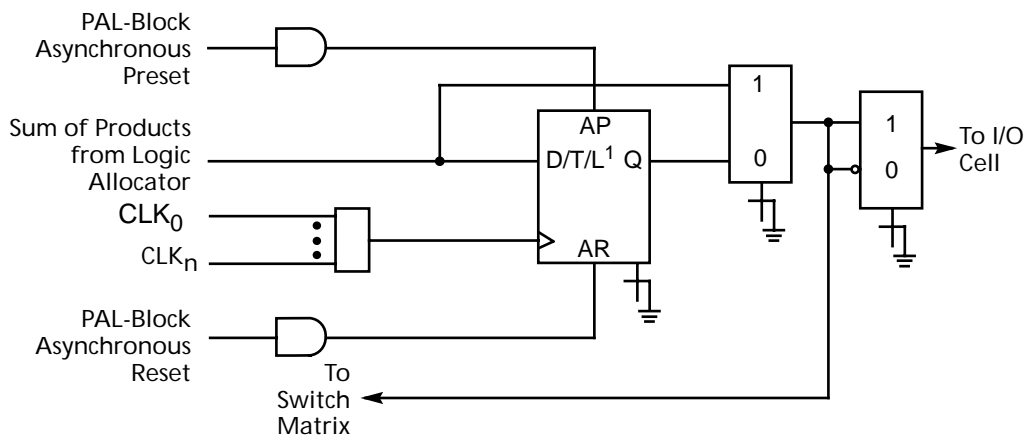 PAL-Block
Asynchronous
Preset
Sum of Products
from Logic
Allocator
CLK0
CLKn
PAL-Block
Asynchronous
Reset
AP
D/T/L1 Q
AR
1
0
1
0
To I/O
Cell
To
Switch
Matrix